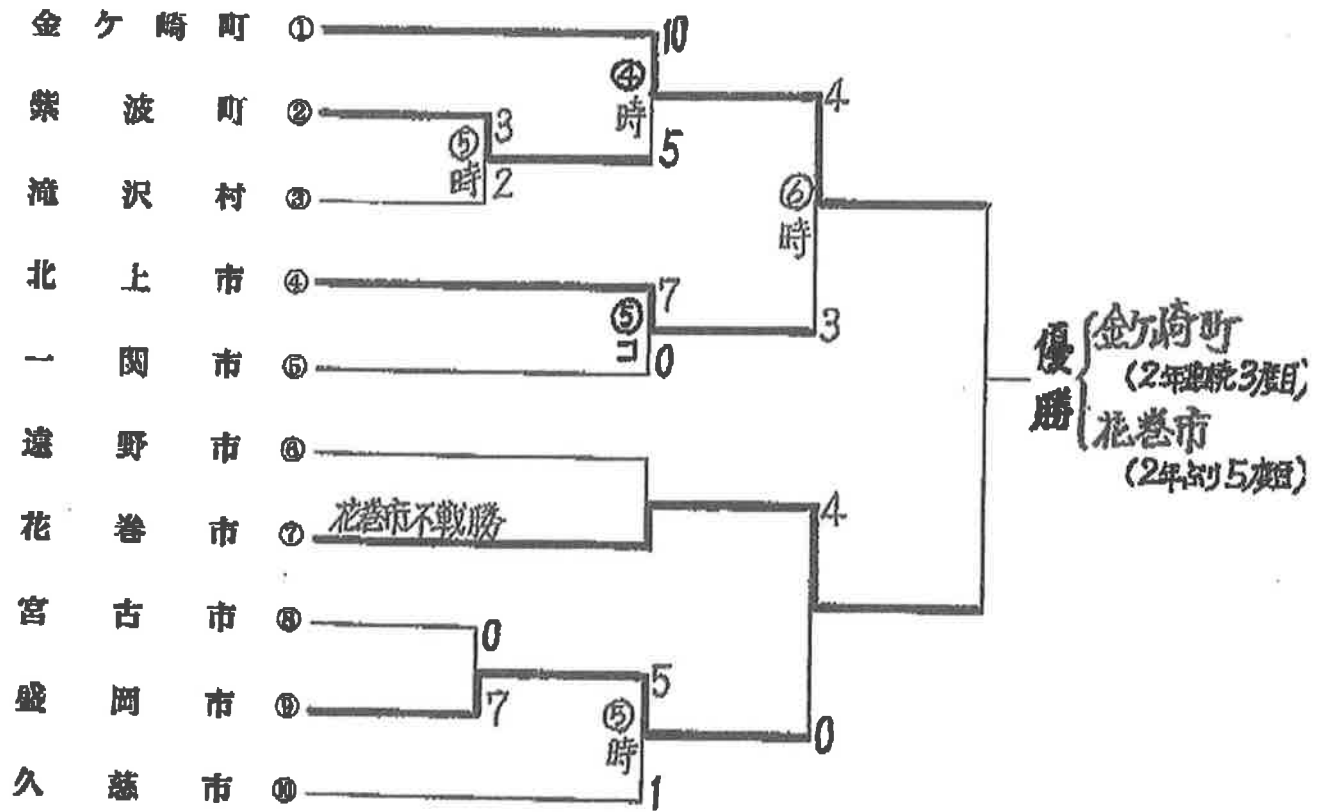 金ケ崎町 ① 10
④時
4
紫波町 ② 3
⑤時
5
滝沢村 ③ 2
⑥時
北上市 ④ 7
⑤コ
3
一関市 ⑤ 0
優勝
金ケ崎町
(2年連続3度目)
花巻市
(2年ぶり5度目)
遠野市 ⑥
花巻市 ⑦ 花巻市不戦勝
4
宮古市 ⑧ 0
盛岡市 ⑨ 7
5
⑤時
0
久慈市 ⑩ 1